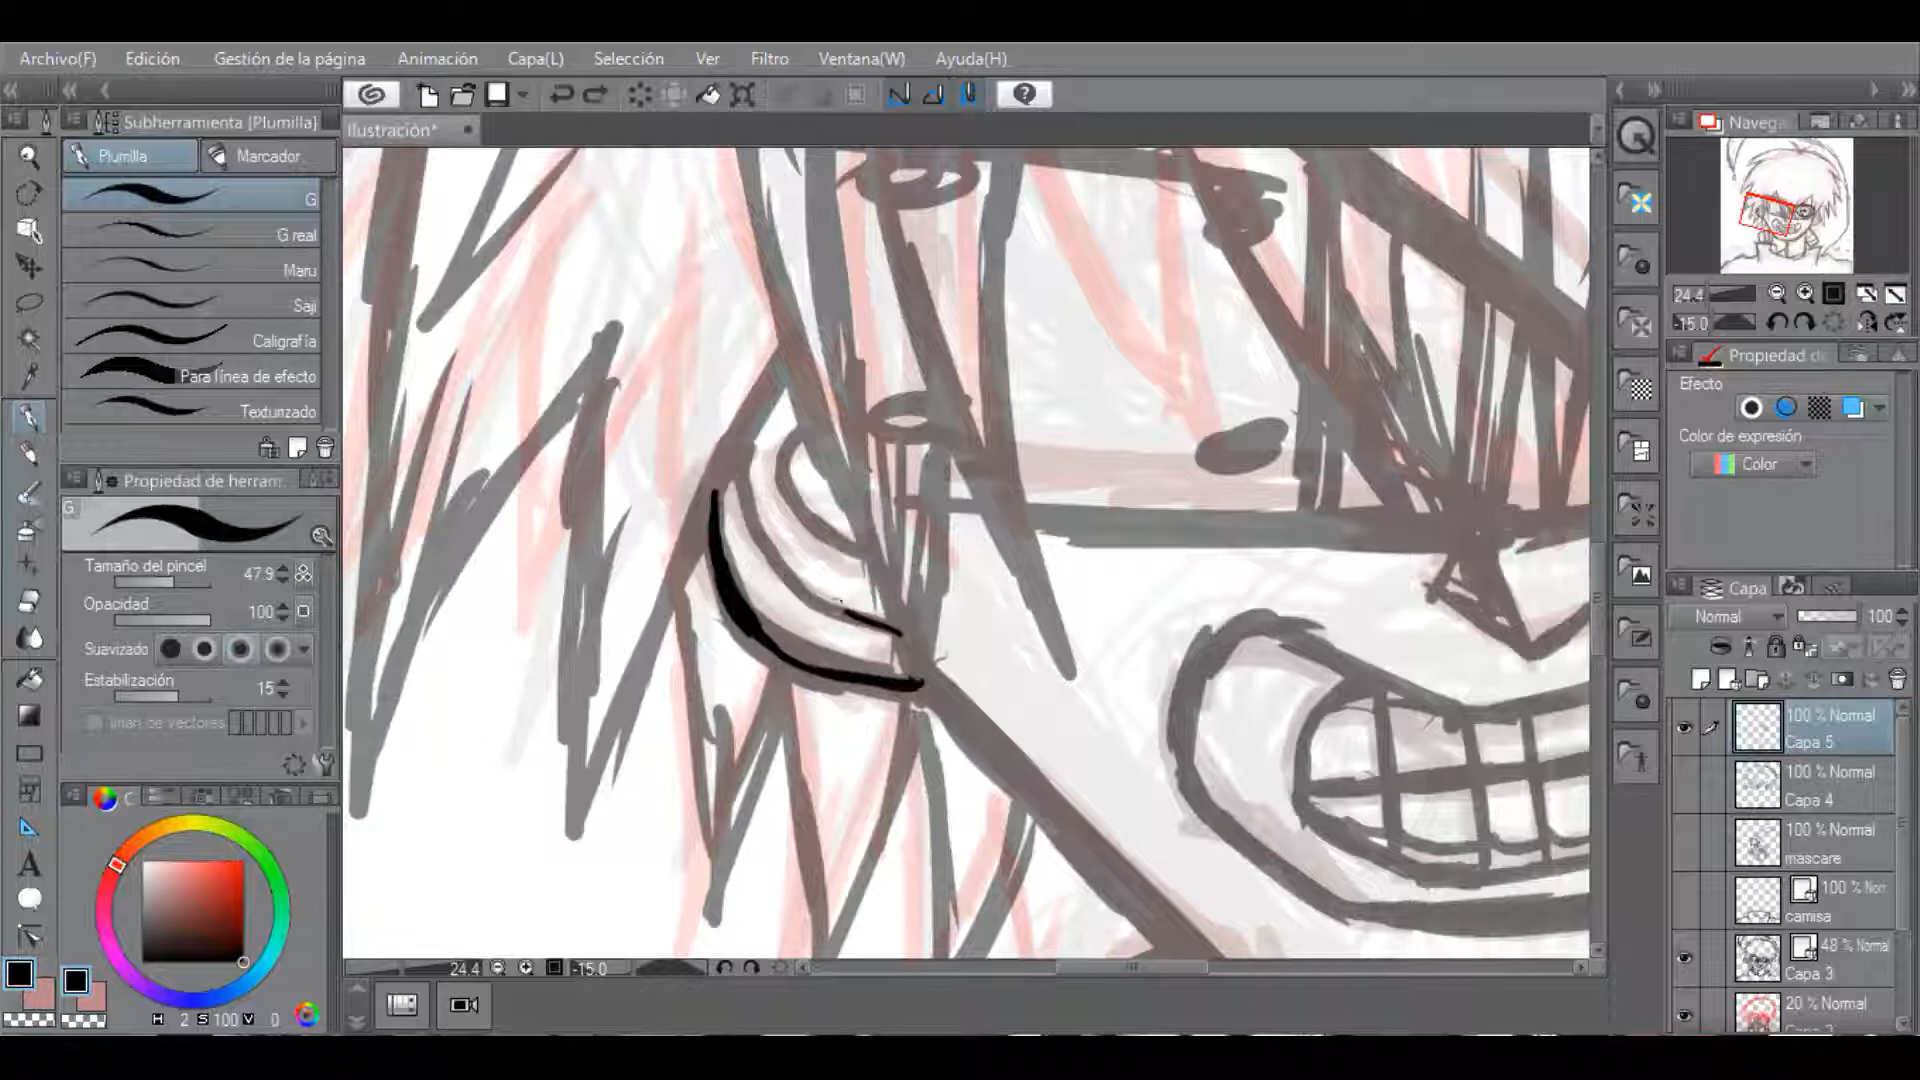 Archivo(F) Edición Gestión de la página Animación Capa(L) Selección Ver Filtro Ventana(W) Ayuda(H)
Subherramienta [Plumilla]
Plumilla Marcador
Ilustración*
G
G real
Maru
Saji
Caligrafía
Para línea de efecto
Texturizado
Propiedad de herram
G
Tamaño del pincel 47.9
Opacidad 100
Suavizado
Estabilización 15
Imán de vectores
C
H 2 S 100 V 0
24.4 -15.0
Navega
24.4
-15.0
Propiedad de
Efecto
Color de expresión
Color
Capa
Normal 100
100 % Normal
Capa 5
100 % Normal
Capa 4
100 % Normal
mascare
100 % Nor
camisa
48 % Norma
Capa 3
20 % Normal